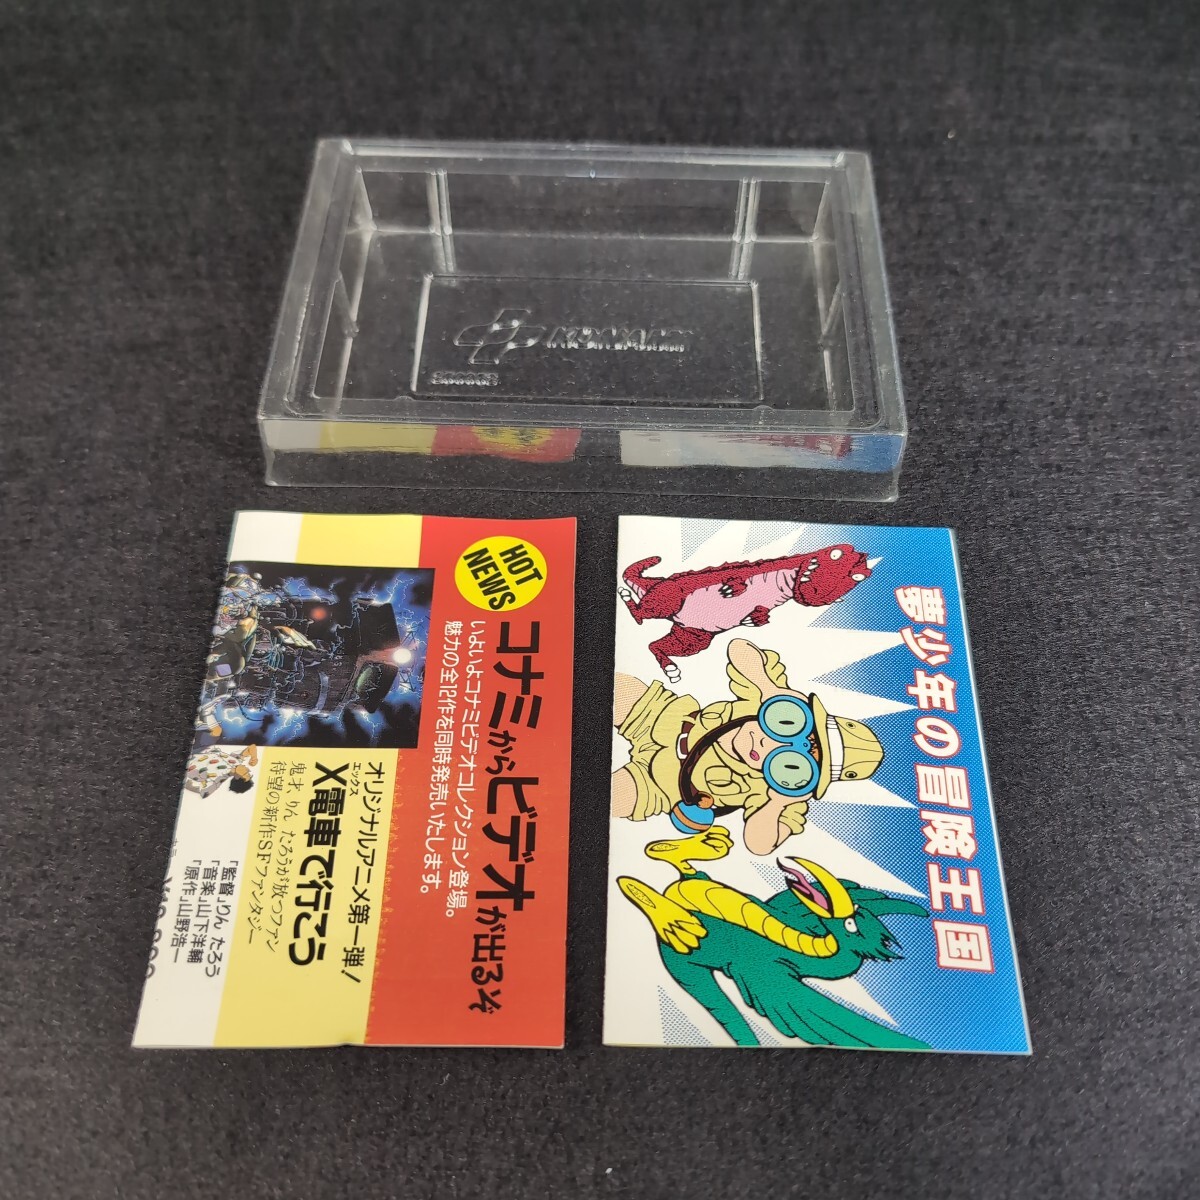 KONAMI
HOT
NEWS
コナミからビデオが出るぞ
いよいよコナミビデオコレクション登場。
魅力の全12作を同時発売いたします。
オリジナルアニメ第一弾!
エックス
X電車で行こう
鬼才、りん たろうが放つファン
待望の新作SFファンタジー
「監督」りん たろう
「音楽」山下洋輔
「原作」山野浩一
夢少年の冒険王国